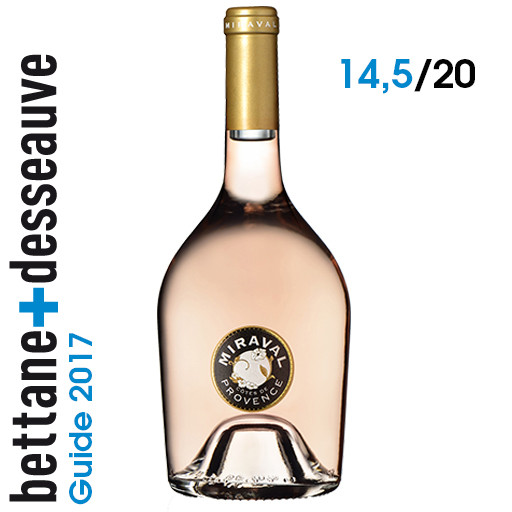 bettane+desseauve
Guide 2017
14,5/20
MIRAVAL
MIRAVAL
CÔTES DE
PROVENCE